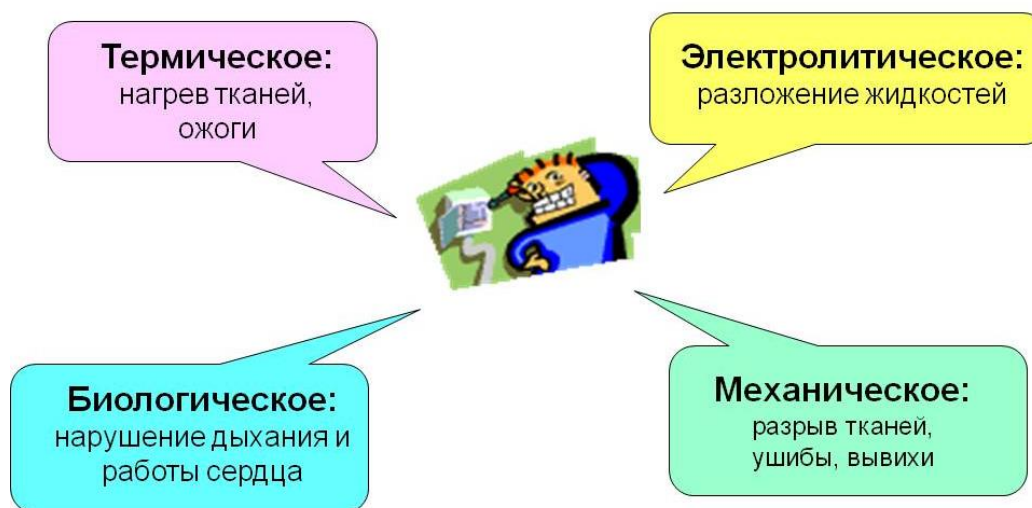 Термическое:
нагрев тканей,
ожоги
Электролитическое:
разложение жидкостей
Биологическое:
нарушение дыхания и
работы сердца
Механическое:
разрыв тканей,
ушибы, вывихи